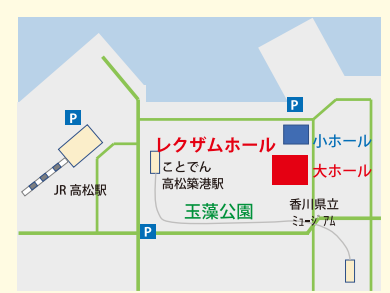 P
P
レクザムホール
小ホール
ことでん
高松築港駅
大ホール
JR 高松駅
香川県立
ミュージアム
玉藻公園
P